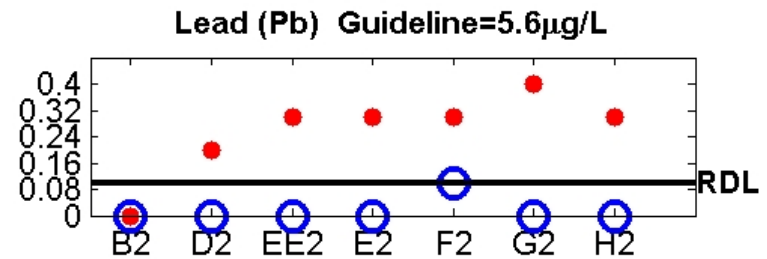 Lead (Pb) Guideline=5.6μg/L
0.4
0.32
0.24
0.16
0.08
0
RDL
B2 D2 EE2 E2 F2 G2 H2